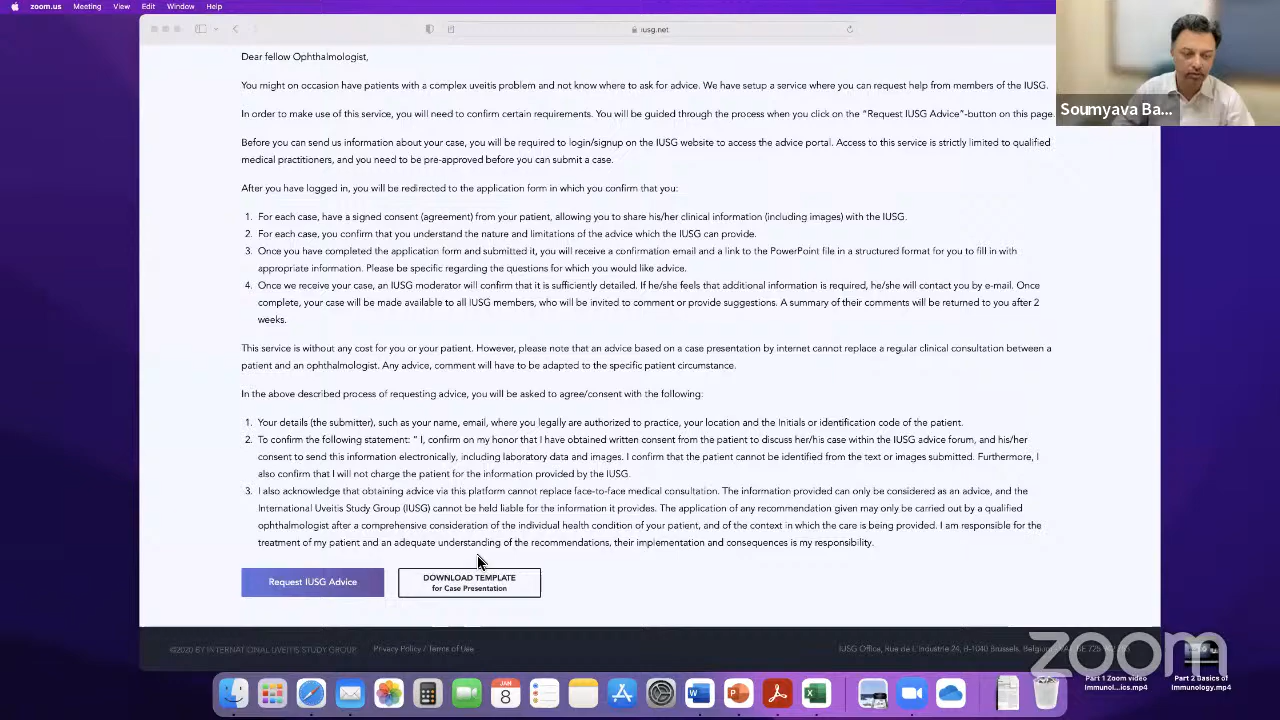 zoom.us Meeting View Edit Window Help
iusg.net
Dear fellow Ophthalmologist,
You might on occasion have patients with a complex uveitis problem and not know where to ask for advice. We have setup a service where you can request help from members of the IUSG.
In order to make use of this service, you will need to confirm certain requirements. You will be guided through the process when you click on the “Request IUSG Advice”-button on this page.
Before you can send us information about your case, you will be required to login/signup on the IUSG website to access the advice portal. Access to this service is strictly limited to qualified
medical practitioners, and you need to be pre-approved before you can submit a case.
After you have logged in, you will be redirected to the application form in which you confirm that you:
1. For each case, have a signed consent (agreement) from your patient, allowing you to share his/her clinical information (including images) with the IUSG.
2. For each case, you confirm that you understand the nature and limitations of the advice which the IUSG can provide.
3. Once you have completed the application form and submitted it, you will receive a confirmation email and a link to the PowerPoint file in a structured format for you to fill in with
appropriate information. Please be specific regarding the questions for which you would like advice.
4. Once we receive your case, an IUSG moderator will confirm that it is sufficiently detailed. If he/she feels that additional information is required, he/she will contact you by e-mail. Once
complete, your case will be made available to all IUSG members, who will be invited to comment or provide suggestions. A summary of their comments will be returned to you after 2
weeks.
This service is without any cost for you or your patient. However, please note that an advice based on a case presentation by internet cannot replace a regular clinical consultation between a
patient and an ophthalmologist. Any advice, comment will have to be adapted to the specific patient circumstance.
In the above described process of requesting advice, you will be asked to agree/consent with the following:
1. Your details (the submitter), such as your name, email, where you legally are authorized to practice, your location and the Initials or identification code of the patient.
2. To confirm the following statement: “ I, confirm on my honor that I have obtained written consent from the patient to discuss her/his case within the IUSG advice forum, and his/her
consent to send this information electronically, including laboratory data and images. I confirm that the patient cannot be identified from the text or images submitted. Furthermore, I
also confirm that I will not charge the patient for the information provided by the IUSG.
3. I also acknowledge that obtaining advice via this platform cannot replace face-to-face medical consultation. The information provided can only be considered as an advice, and the
International Uveitis Study Group (IUSG) cannot be held liable for the information it provides. The application of any recommendation given may only be carried out by a qualified
ophthalmologist after a comprehensive consideration of the individual health condition of your patient, and of the context in which the care is being provided. I am responsible for the
treatment of my patient and an adequate understanding of the recommendations, their implementation and consequences is my responsibility.
Request IUSG Advice
DOWNLOAD TEMPLATE
for Case Presentation
©2020 BY INTERNATIONAL UVEITIS STUDY GROUP Privacy Policy / Terms of Use
IUSG Office, Rue de l'Industrie 24, B-1040 Brussels, Belgium
Soumyava Ba...
zoom
JAN
8
Part 1 Zoom video
Immunol...ics.mp4
Part 2 Basics of
Immunology.mp4